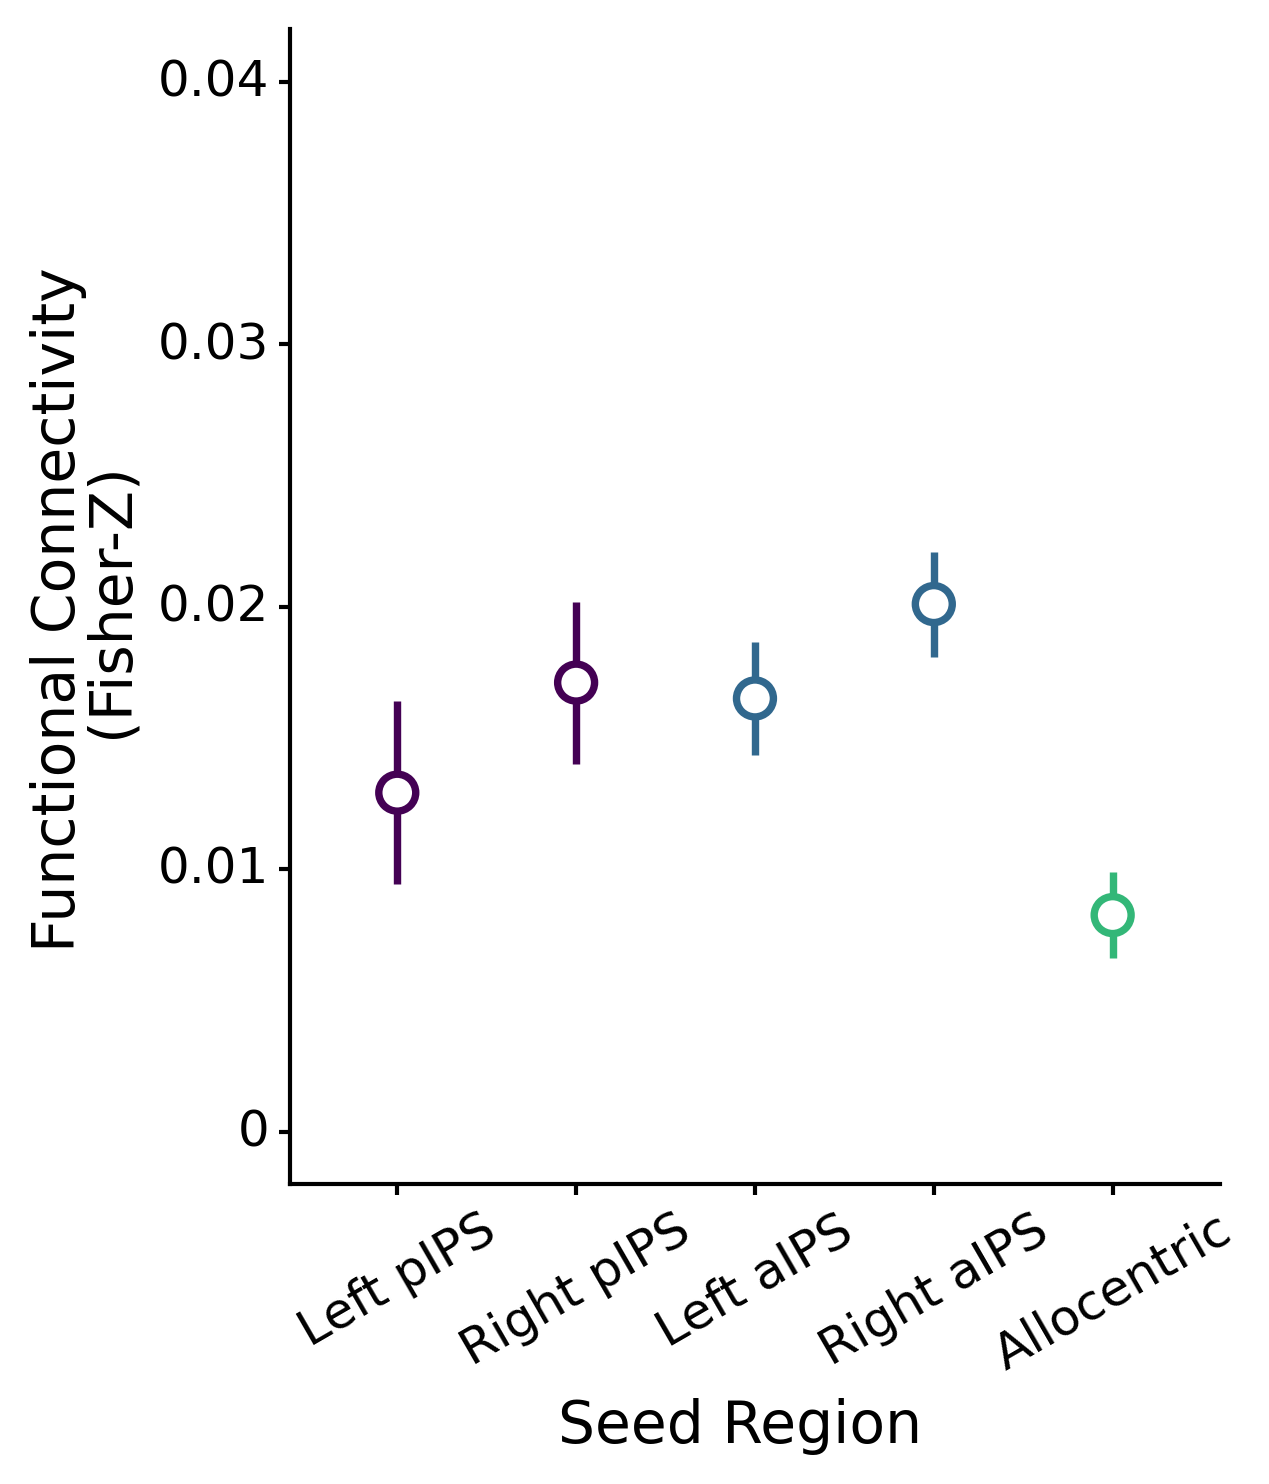 0.04
0.03
0.02
0.01
0
Functional Connectivity
(Fisher-Z)
Left pIPS
Right pIPS
Left aIPS
Right aIPS
Allocentric
Seed Region